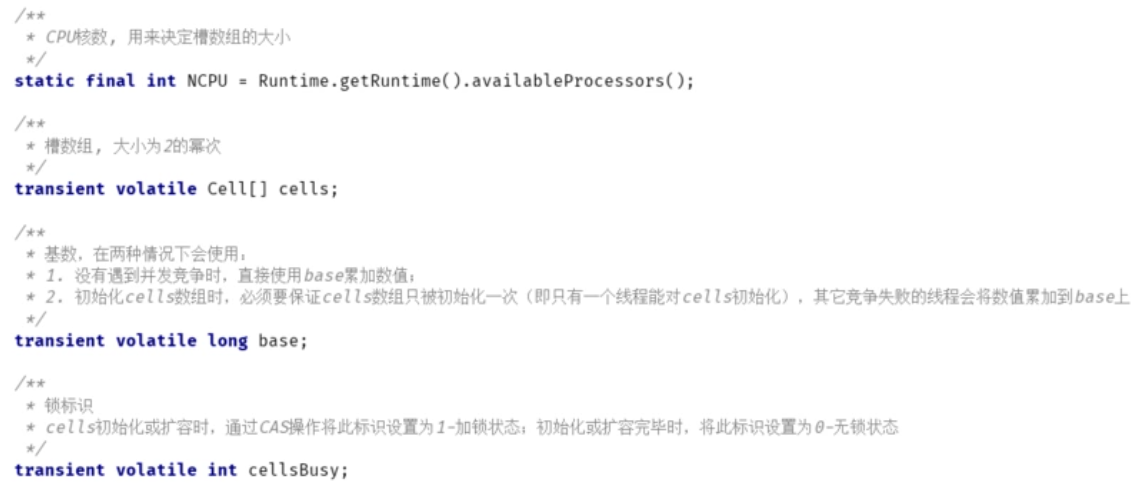 /**
 * CPU核数, 用来决定槽数组的大小
 */
static final int NCPU = Runtime.getRuntime().availableProcessors();
/**
 * 槽数组, 大小为2的幂次
 */
transient volatile Cell[] cells;
/**
 * 基数，在两种情况下会使用：
 * 1. 没有遇到并发竞争时，直接使用base累加数值；
 * 2. 初始化cells数组时，必须要保证cells数组只被初始化一次（即只有一个线程能对cells初始化），其它竞争失败的线程会将数值累加到base上
 */
transient volatile long base;
/**
 * 锁标识
 * cells初始化或扩容时，通过CAS操作将此标识设置为1-加锁状态；初始化或扩容完毕时，将此标识设置为0-无锁状态
 */
transient volatile int cellsBusy;